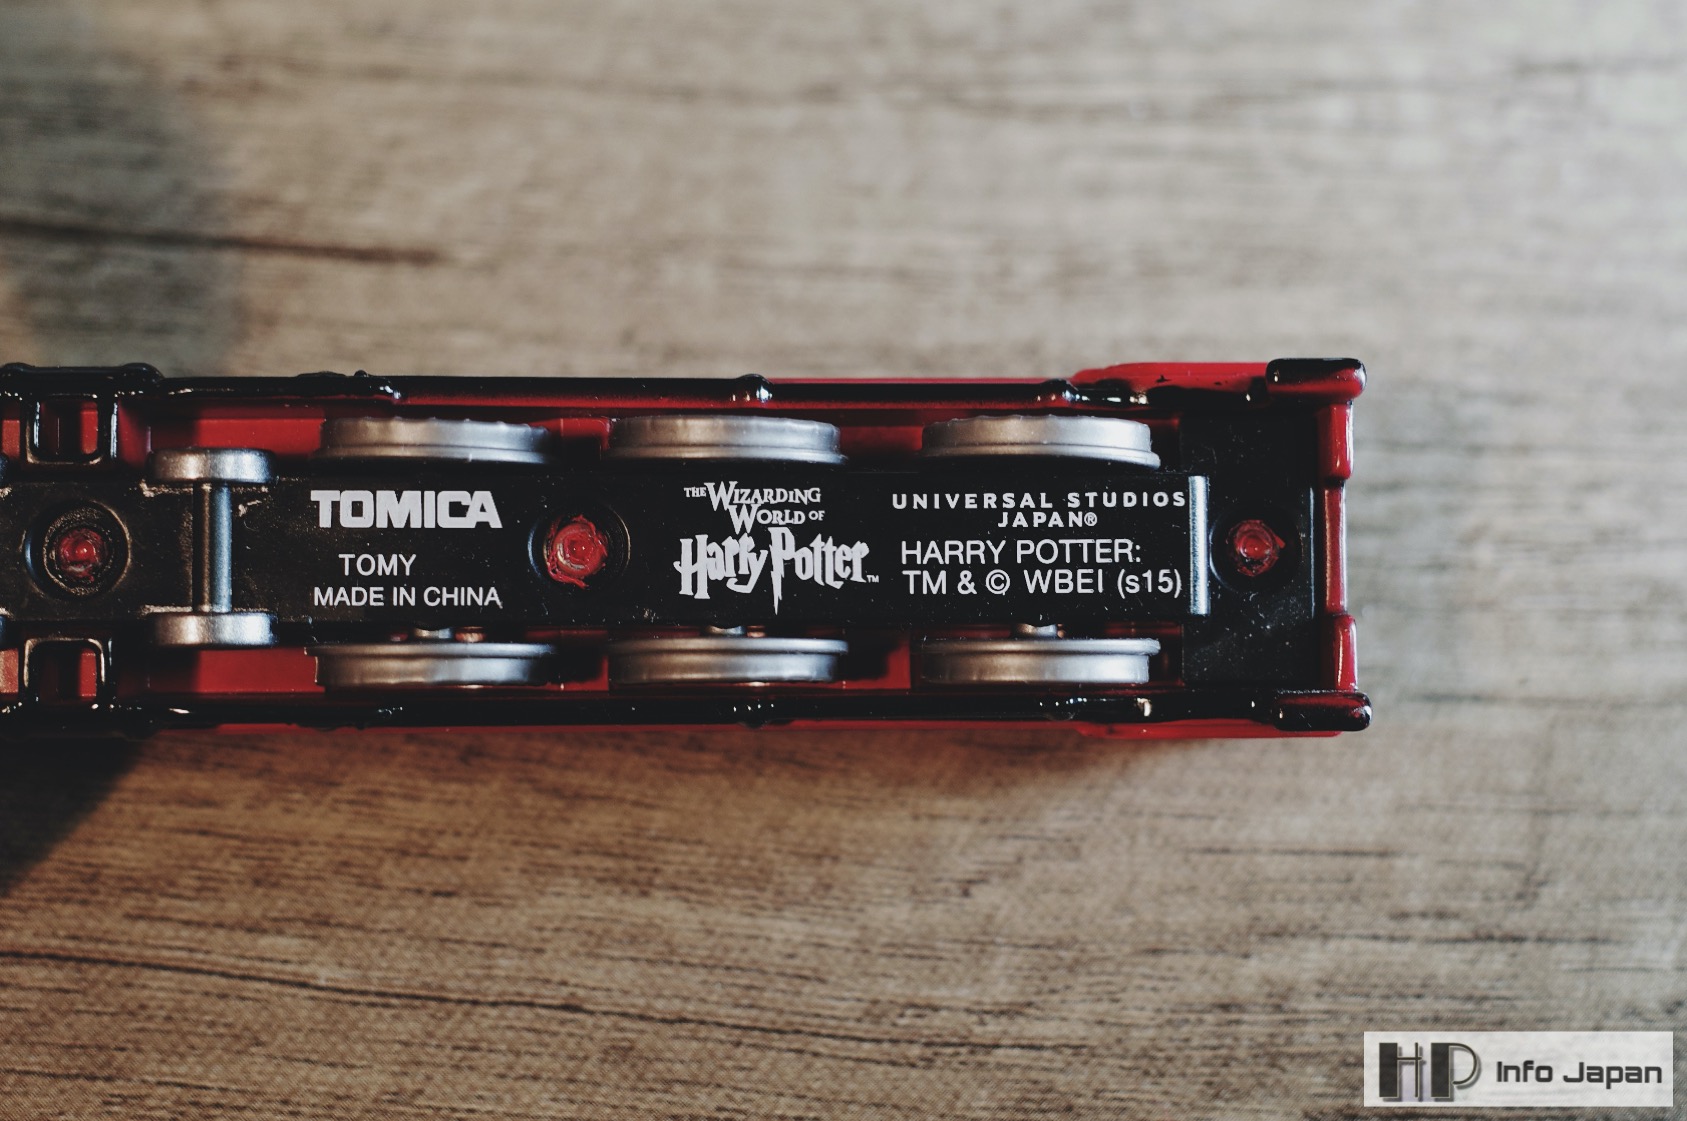 TOMICA
TOMY
MADE IN CHINA
THE WIZARDING
WORLD OF
Harry Potter™
UNIVERSAL STUDIOS
JAPAN®
HARRY POTTER:
TM & © WBEI (s15)
HP Info Japan